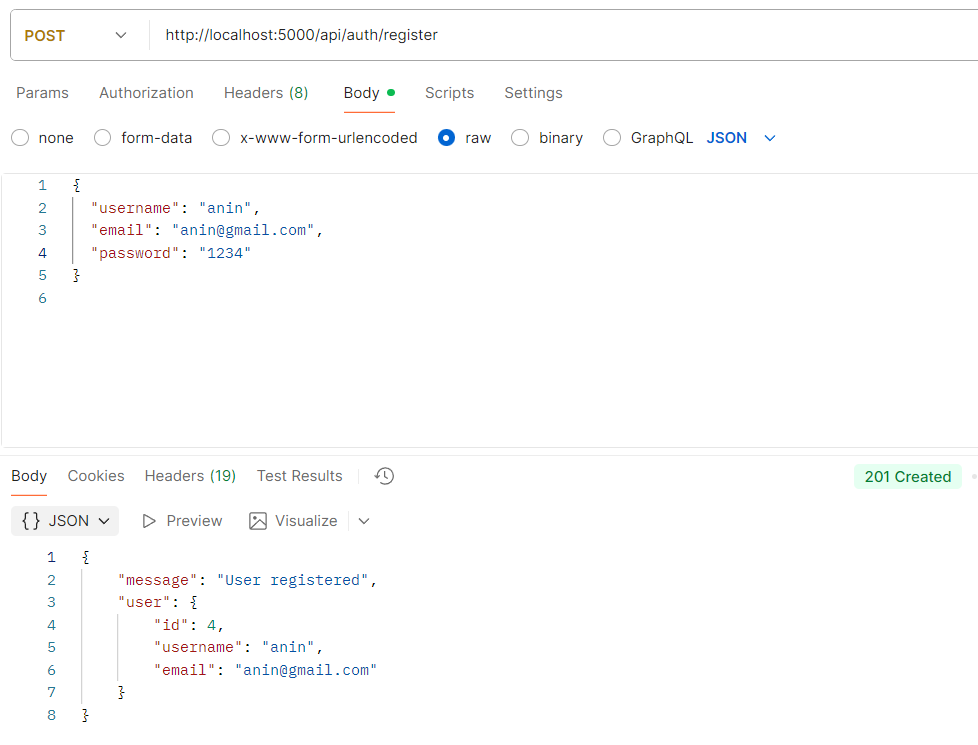 POST http://localhost:5000/api/auth/register
Params Authorization Headers (8) Body Scripts Settings
none form-data x-www-form-urlencoded raw binary GraphQL JSON
1 {
2 "username": "anin",
3 "email": "anin@gmail.com",
4 "password": "1234"
5 }
6
Body Cookies Headers (19) Test Results 201 Created
{} JSON Preview Visualize
1 {
2 "message": "User registered",
3 "user": {
4 "id": 4,
5 "username": "anin",
6 "email": "anin@gmail.com"
7 }
8 }